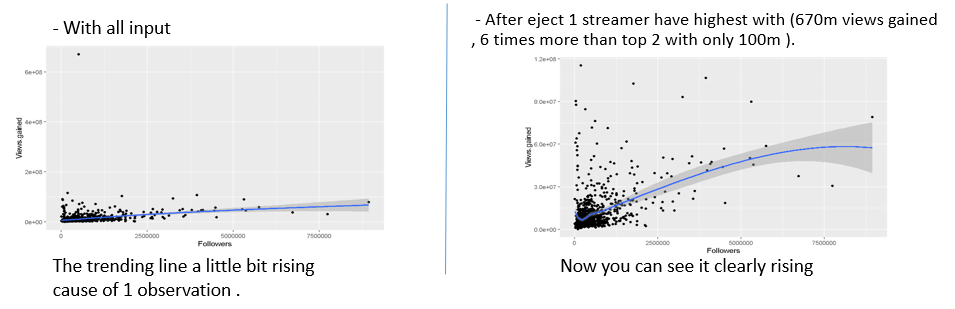 - With all input
6e+08
4e+08
2e+08
0e+00
Views.gained
0
2500000
5000000
7500000
Followers
The trending line a little bit rising
cause of 1 observation .
- After eject 1 streamer have highest with (670m views gained
, 6 times more than top 2 with only 100m ).
1.2e+08
9.0e+07
6.0e+07
3.0e+07
0.0e+00
Views.gained
0
2500000
5000000
7500000
Followers
Now you can see it clearly rising